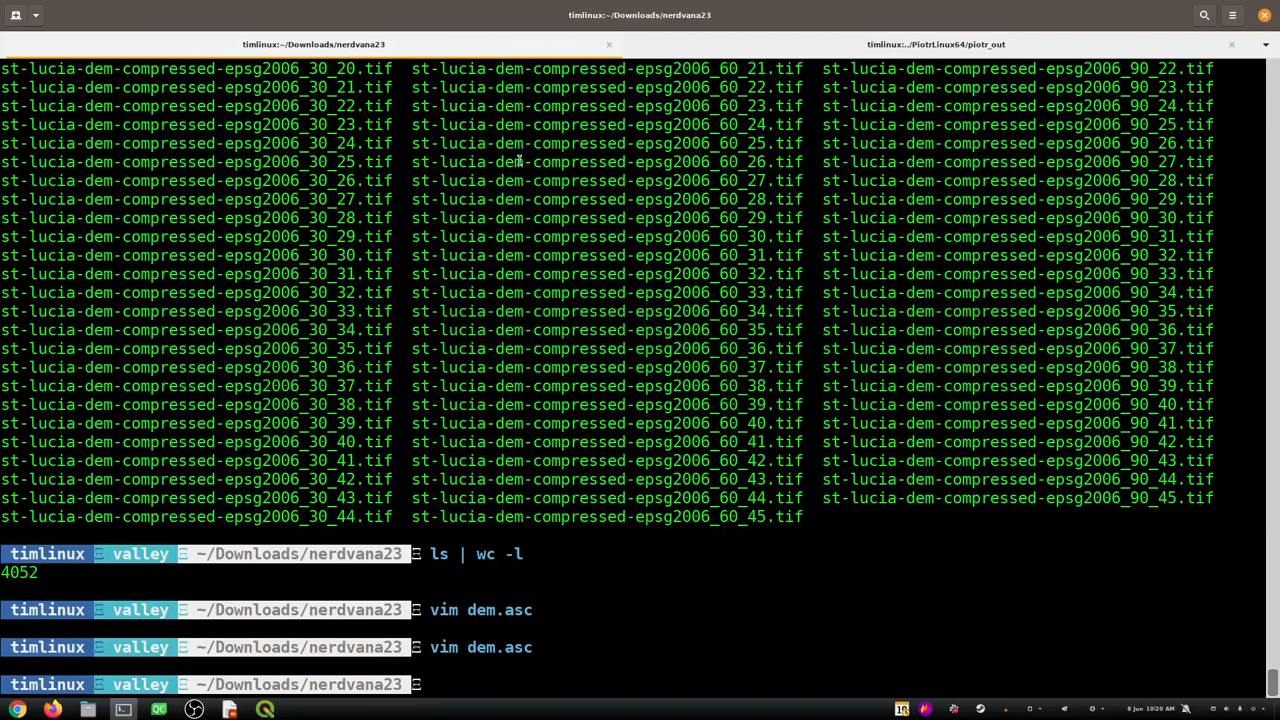 timlinux:~/Downloads/nerdvana23
timlinux:~/Downloads/nerdvana23 timlinux:../PiotrLinux64/piotr_out
st-lucia-dem-compressed-epsg2006_30_20.tif st-lucia-dem-compressed-epsg2006_60_21.tif st-lucia-dem-compressed-epsg2006_90_22.tif
st-lucia-dem-compressed-epsg2006_30_21.tif st-lucia-dem-compressed-epsg2006_60_22.tif st-lucia-dem-compressed-epsg2006_90_23.tif
st-lucia-dem-compressed-epsg2006_30_22.tif st-lucia-dem-compressed-epsg2006_60_23.tif st-lucia-dem-compressed-epsg2006_90_24.tif
st-lucia-dem-compressed-epsg2006_30_23.tif st-lucia-dem-compressed-epsg2006_60_24.tif st-lucia-dem-compressed-epsg2006_90_25.tif
st-lucia-dem-compressed-epsg2006_30_24.tif st-lucia-dem-compressed-epsg2006_60_25.tif st-lucia-dem-compressed-epsg2006_90_26.tif
st-lucia-dem-compressed-epsg2006_30_25.tif st-lucia-dem-compressed-epsg2006_60_26.tif st-lucia-dem-compressed-epsg2006_90_27.tif
st-lucia-dem-compressed-epsg2006_30_26.tif st-lucia-dem-compressed-epsg2006_60_27.tif st-lucia-dem-compressed-epsg2006_90_28.tif
st-lucia-dem-compressed-epsg2006_30_27.tif st-lucia-dem-compressed-epsg2006_60_28.tif st-lucia-dem-compressed-epsg2006_90_29.tif
st-lucia-dem-compressed-epsg2006_30_28.tif st-lucia-dem-compressed-epsg2006_60_29.tif st-lucia-dem-compressed-epsg2006_90_30.tif
st-lucia-dem-compressed-epsg2006_30_29.tif st-lucia-dem-compressed-epsg2006_60_30.tif st-lucia-dem-compressed-epsg2006_90_31.tif
st-lucia-dem-compressed-epsg2006_30_30.tif st-lucia-dem-compressed-epsg2006_60_31.tif st-lucia-dem-compressed-epsg2006_90_32.tif
st-lucia-dem-compressed-epsg2006_30_31.tif st-lucia-dem-compressed-epsg2006_60_32.tif st-lucia-dem-compressed-epsg2006_90_33.tif
st-lucia-dem-compressed-epsg2006_30_32.tif st-lucia-dem-compressed-epsg2006_60_33.tif st-lucia-dem-compressed-epsg2006_90_34.tif
st-lucia-dem-compressed-epsg2006_30_33.tif st-lucia-dem-compressed-epsg2006_60_34.tif st-lucia-dem-compressed-epsg2006_90_35.tif
st-lucia-dem-compressed-epsg2006_30_34.tif st-lucia-dem-compressed-epsg2006_60_35.tif st-lucia-dem-compressed-epsg2006_90_36.tif
st-lucia-dem-compressed-epsg2006_30_35.tif st-lucia-dem-compressed-epsg2006_60_36.tif st-lucia-dem-compressed-epsg2006_90_37.tif
st-lucia-dem-compressed-epsg2006_30_36.tif st-lucia-dem-compressed-epsg2006_60_37.tif st-lucia-dem-compressed-epsg2006_90_38.tif
st-lucia-dem-compressed-epsg2006_30_37.tif st-lucia-dem-compressed-epsg2006_60_38.tif st-lucia-dem-compressed-epsg2006_90_39.tif
st-lucia-dem-compressed-epsg2006_30_38.tif st-lucia-dem-compressed-epsg2006_60_39.tif st-lucia-dem-compressed-epsg2006_90_40.tif
st-lucia-dem-compressed-epsg2006_30_39.tif st-lucia-dem-compressed-epsg2006_60_40.tif st-lucia-dem-compressed-epsg2006_90_41.tif
st-lucia-dem-compressed-epsg2006_30_40.tif st-lucia-dem-compressed-epsg2006_60_41.tif st-lucia-dem-compressed-epsg2006_90_42.tif
st-lucia-dem-compressed-epsg2006_30_41.tif st-lucia-dem-compressed-epsg2006_60_42.tif st-lucia-dem-compressed-epsg2006_90_43.tif
st-lucia-dem-compressed-epsg2006_30_42.tif st-lucia-dem-compressed-epsg2006_60_43.tif st-lucia-dem-compressed-epsg2006_90_44.tif
st-lucia-dem-compressed-epsg2006_30_43.tif st-lucia-dem-compressed-epsg2006_60_44.tif st-lucia-dem-compressed-epsg2006_90_45.tif
st-lucia-dem-compressed-epsg2006_30_44.tif st-lucia-dem-compressed-epsg2006_60_45.tif
timlinux Ξ valley Ξ ~/Downloads/nerdvana23 Ξ ls | wc -l
4052
timlinux Ξ valley Ξ ~/Downloads/nerdvana23 Ξ vim dem.asc
timlinux Ξ valley Ξ ~/Downloads/nerdvana23 Ξ vim dem.asc
timlinux Ξ valley Ξ ~/Downloads/nerdvana23 Ξ
8 Jun 10:20 AM